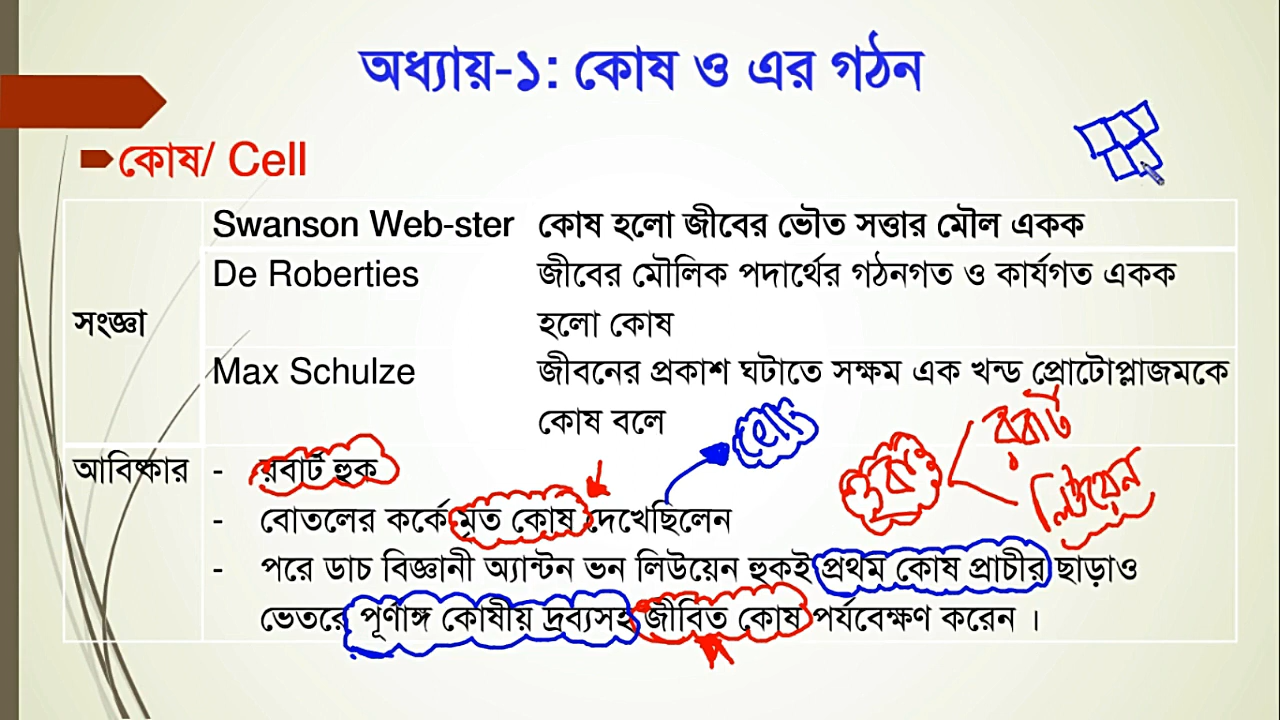 অধ্যায়-১: কোষ ও এর গঠন
কোষ/ Cell
সংজ্ঞা
Swanson Web-ster কোষ হলো জীবের ভৌত সত্তার মৌল একক
De Roberties জীবের মৌলিক পদার্থের গঠনগত ও কার্যগত একক
হলো কোষ
Max Schulze জীবনের প্রকাশ ঘটাতে সক্ষম এক খন্ড প্রোটোপ্লাজমকে
কোষ বলে
cells
হুক
রবার্ট
লিউয়েন
আবিষ্কার - রবার্ট হুক
- বোতলের কর্কে মৃত কোষ দেখেছিলেন
- পরে ডাচ বিজ্ঞানী অ্যান্টন ভন লিউয়েন হুকই প্রথম কোষ প্রাচীর ছাড়াও
ভেতরে পূর্ণাঙ্গ কোষীয় দ্রব্যসহ জীবিত কোষ পর্যবেক্ষণ করেন ।